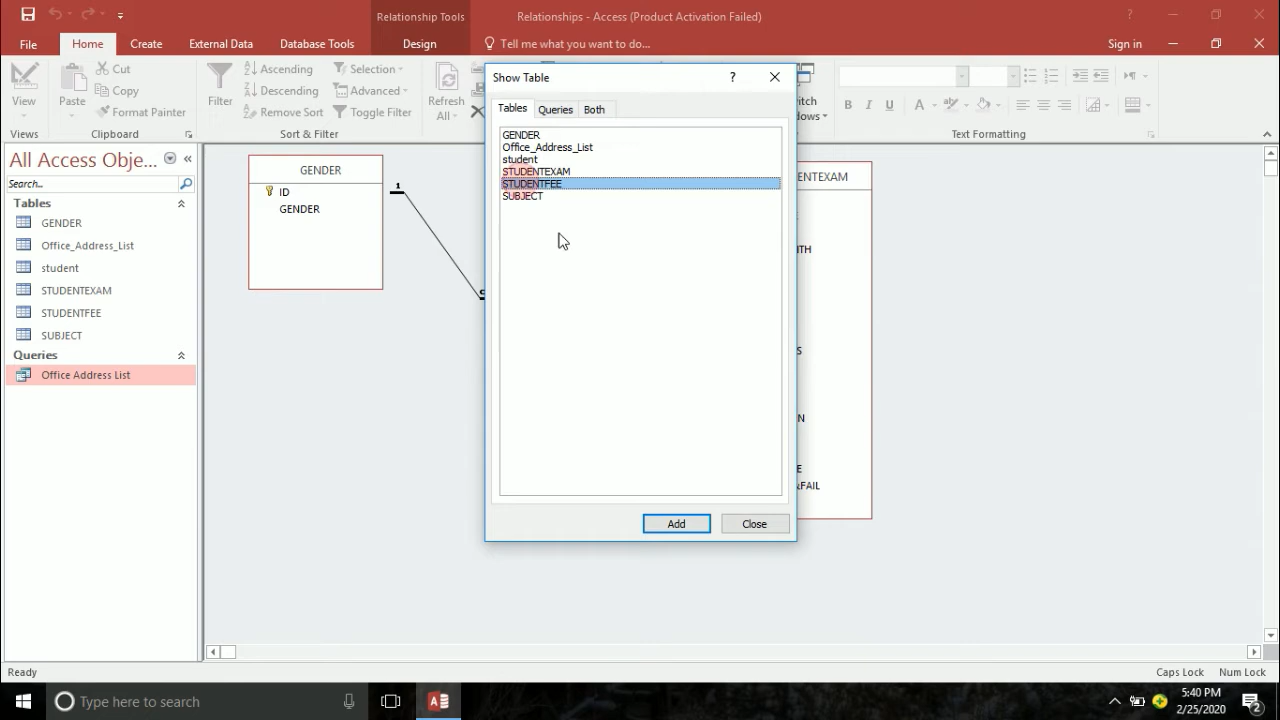 Relationship Tools
Relationships - Access (Product Activation Failed)
?
File
Home
Create
External Data
Database Tools
Design
Tell me what you want to do...
Sign in
View
Paste
Cut
Copy
Format Painter
Filter
Ascending
Descending
Remove Sort
Selection
Advanced
Toggle Filter
Refresh
All
B I U
A
Views
Clipboard
Sort & Filter
Text Formatting
Show Table
?
Tables
Queries
Both
GENDER
Office_Address_List
student
STUDENTEXAM
STUDENTFEE
SUBJECT
Add
Close
All Access Obje...
Search...
Tables
GENDER
Office_Address_List
student
STUDENTEXAM
STUDENTFEE
SUBJECT
Queries
Office Address List
GENDER
ID
GENDER
1
ENTEXAM
ITH
S
N
E
&FAIL
Ready
Caps Lock
Num Lock
Type here to search
5:40 PM
2/25/2020
2